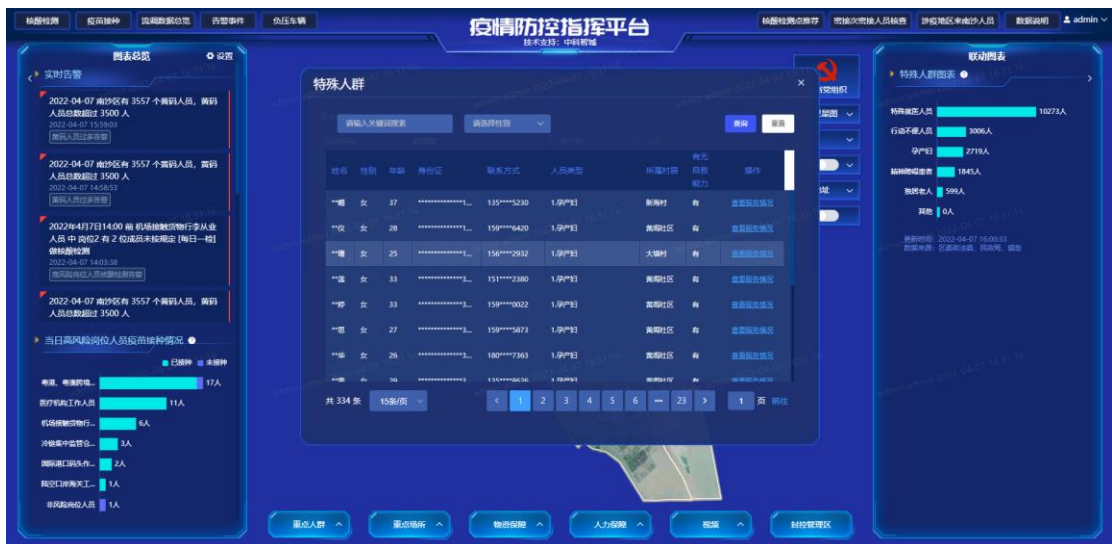 核酸检测 疫苗接种 流调数据总览 告警事件 负压车辆
疫情防控指挥平台
技术支持：中科智城
核酸检测点推荐 密接次密接人员核查 涉疫地区来南沙人员 数据说明 admin
图表总览 设置
实时告警
2022-04-07 南沙区有 3557 个黄码人员，黄码
人员总数超过 3500 人
2022-04-07 15:59:03
黄码人员过多告警
2022-04-07 南沙区有 3557 个黄码人员，黄码
人员总数超过 3500 人
2022-04-07 14:58:53
黄码人员过多告警
2022年4月7日14:00 前 机场接触货物行李从业
人员 中 岗位2 有 2 位成员未按规定 [每日一检]
做核酸检测
2022-04-07 14:03:38
高风险岗位人员核酸检测告警
2022-04-07 南沙区有 3557 个黄码人员，黄码
人员总数超过 3500 人
当日高风险岗位人员疫苗接种情况
已接种 未接种
粤港、粤澳跨境... 17人
医疗机构工作人员 11人
机场接触货物行... 6人
冷链集中监管仓... 3人
国际港口码头作... 2人
航空口岸海关工... 1人
非风险岗位人员 1人
特殊人群 ×
请输入关键词搜索 请选择性别 查询 重置
姓名 性别 年龄 身份证 联系方式 人员类型 所属村居 有无自救能力 操作
女 37 **************1... 135****5230 1.孕产妇 新海村 有 查看报告情况
**仪 女 28 **************1... 159****6420 1.孕产妇 黄阁社区 有 查看报告情况
女 25 **************1... 156****2932 1.孕产妇 大塘村 有 查看报告情况
**莲 女 33 **************1... 151****2380 1.孕产妇 黄阁社区 有 查看报告情况
**婷 女 33 **************3... 159****0022 1.孕产妇 黄阁社区 有 查看报告情况
**思 女 27 **************3... 159****5873 1.孕产妇 黄阁社区 有 查看报告情况
**华 女 26 **************3... 180****7363 1.孕产妇 黄阁社区 有 查看报告情况
共 334 条 15条/页 < 1 2 3 4 5 6 ••• 23 > 1 页 前往
党组织
联动图表
特殊人群图表
特殊就医人员 10273人
行动不便人员 3006人
孕产妇 2719人
精神障碍患者 1845人
独居老人 599人
其他 0人
更新时间：2022-04-07 16:00:33
数据来源：区委政法委、民政局、镇街
重点人群 重点场所 物资保障 人力保障 视频 封控管理区